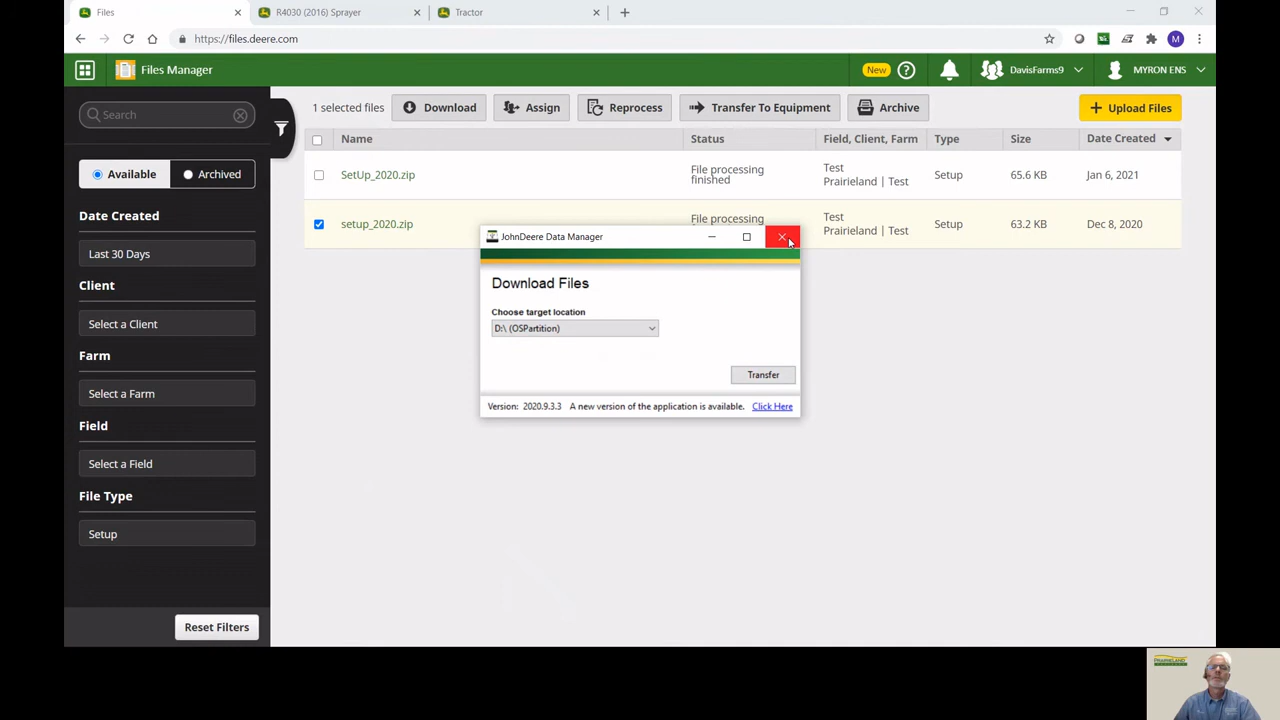 Files
R4030 (2016) Sprayer
Tractor
https://files.deere.com
M
Files Manager
New
DavisFarms9
MYRON ENS
Search
1 selected files
Download
Assign
Reprocess
Transfer To Equipment
Archive
Upload Files
Name
Status
Field, Client, Farm
Type
Size
Date Created
Available
Archived
SetUp_2020.zip
File processing
finished
Test
Prairieland | Test
Setup
65.6 KB
Jan 6, 2021
setup_2020.zip
File processing
Test
Prairieland | Test
Setup
63.2 KB
Dec 8, 2020
Date Created
Last 30 Days
Client
Select a Client
Farm
Select a Farm
Field
Select a Field
File Type
Setup
Reset Filters
JohnDeere Data Manager
Download Files
Choose target location
D:\ (OSPartition)
Transfer
Version: 2020.9.3.3 A new version of the application is available. Click Here
PRAIRIELAND